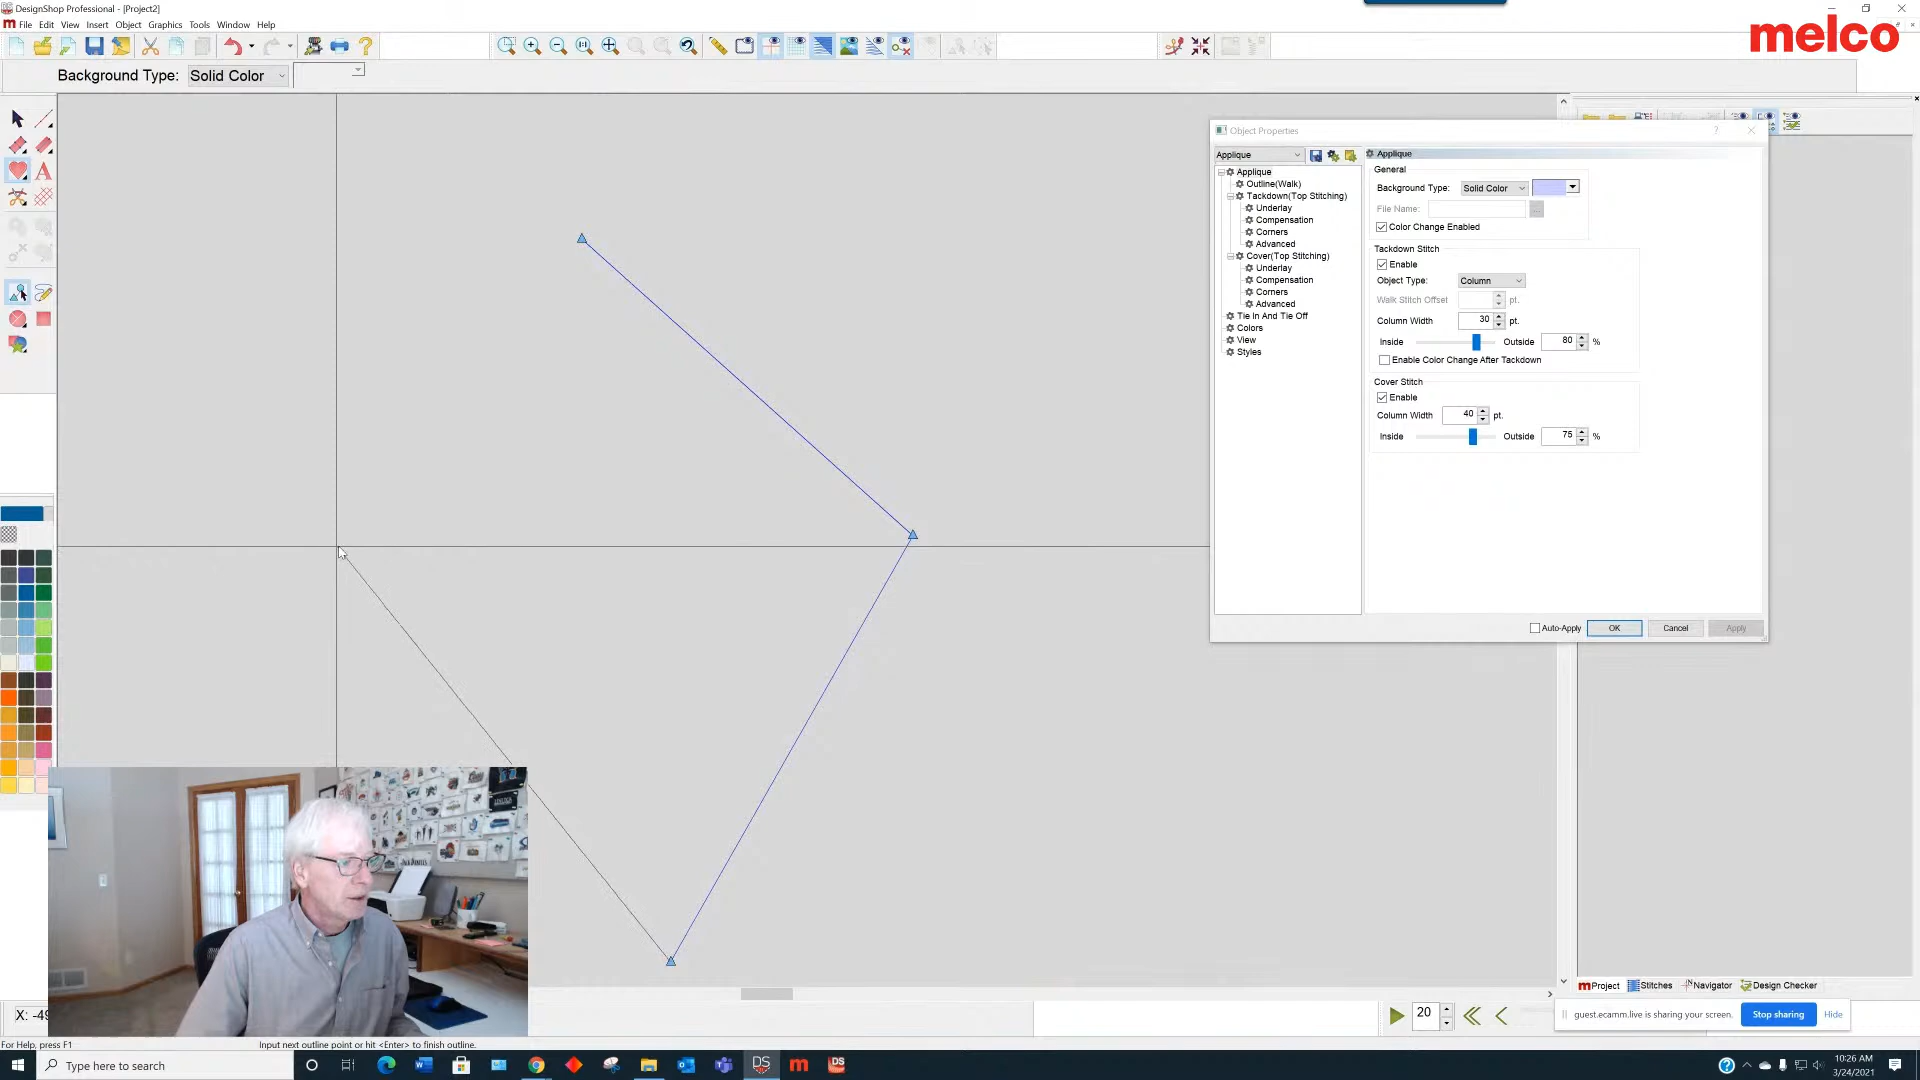 DesignShop Professional - [Project2]
File Edit View Insert Object Graphics Tools Window Help
melco
Background Type: Solid Color
Object Properties
Applique
Applique
Outline(Walk)
Tackdown(Top Stitching)
Underlay
Compensation
Corners
Advanced
Cover(Top Stitching)
Underlay
Compensation
Corners
Advanced
Tie In And Tie Off
Colors
View
Styles
Applique
General
Background Type: Solid Color
File Name:
Color Change Enabled
Tackdown Stitch
Enable
Object Type: Column
Walk Stitch Offset pt.
Column Width 30 pt.
Inside Outside 80 %
Enable Color Change After Tackdown
Cover Stitch
Enable
Column Width 40 pt.
Inside Outside 75 %
Auto-Apply OK Cancel Apply
Project Stitches Navigator Design Checker
X: -49
20
guest.ecamm.live is sharing your screen. Stop sharing Hide
For Help, press F1
Input next outline point or hit <Enter> to finish outline.
Type here to search
DS
DS
10:26 AM
3/24/2021